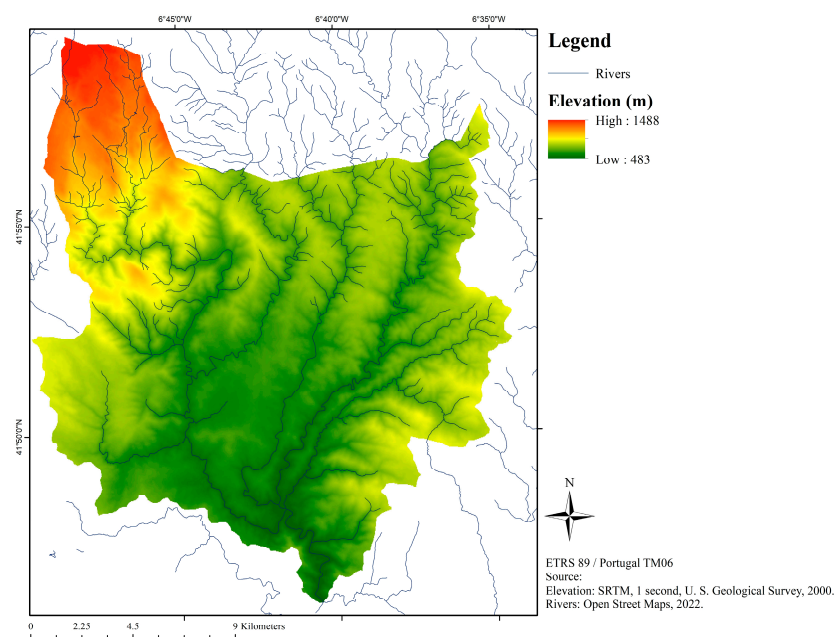 6°45'0"W 6°40'0"W 6°35'0"W
Legend
Rivers
Elevation (m)
High : 1488
Low : 483
41°55'0"N
41°50'0"N
N
ETRS 89 / Portugal TM06
Source:
Elevation: SRTM, 1 second, U. S. Geological Survey, 2000.
Rivers: Open Street Maps, 2022.
0 2.25 4.5 9 Kilometers